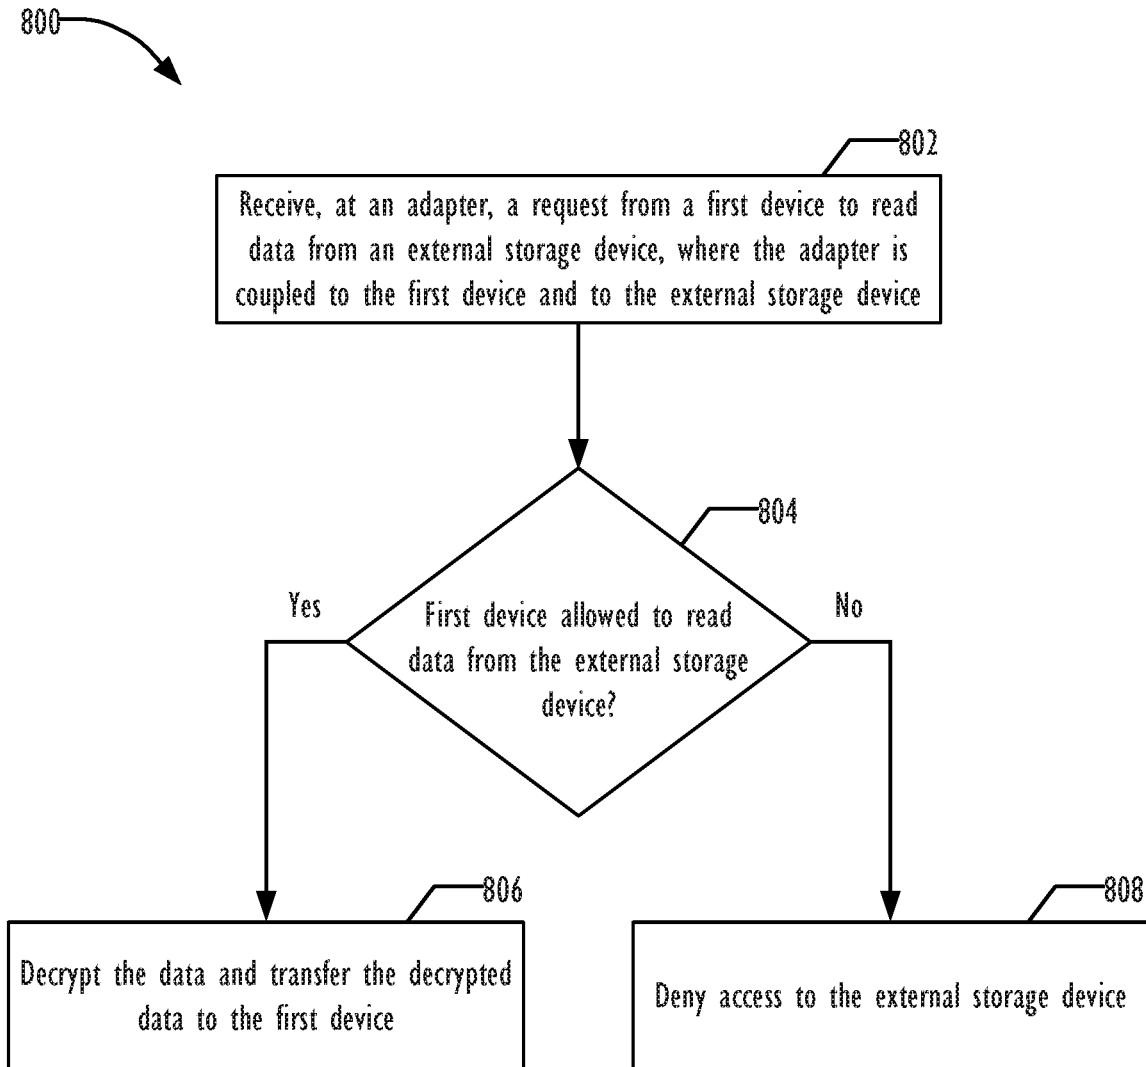 800
802
Receive, at an adapter, a request from a first device to read
data from an external storage device, where the adapter is
coupled to the first device and to the external storage device
804
Yes
No
First device allowed to read
data from the external storage
device?
806
808
Decrypt the data and transfer the decrypted
data to the first device
Deny access to the external storage device